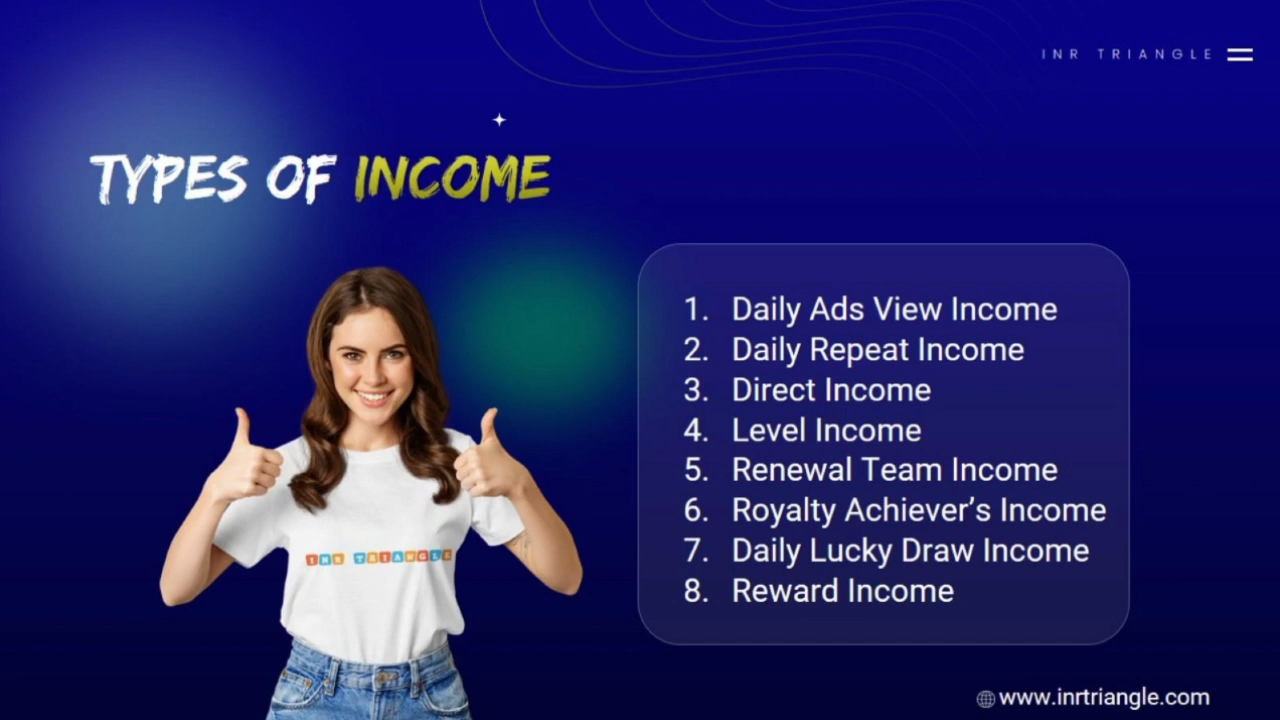 INR TRIANGLE
TYPES OF INCOME
1. Daily Ads View Income
2. Daily Repeat Income
3. Direct Income
4. Level Income
5. Renewal Team Income
6. Royalty Achiever’s Income
7. Daily Lucky Draw Income
8. Reward Income
INR TRIANGLE
www.inrtriangle.com